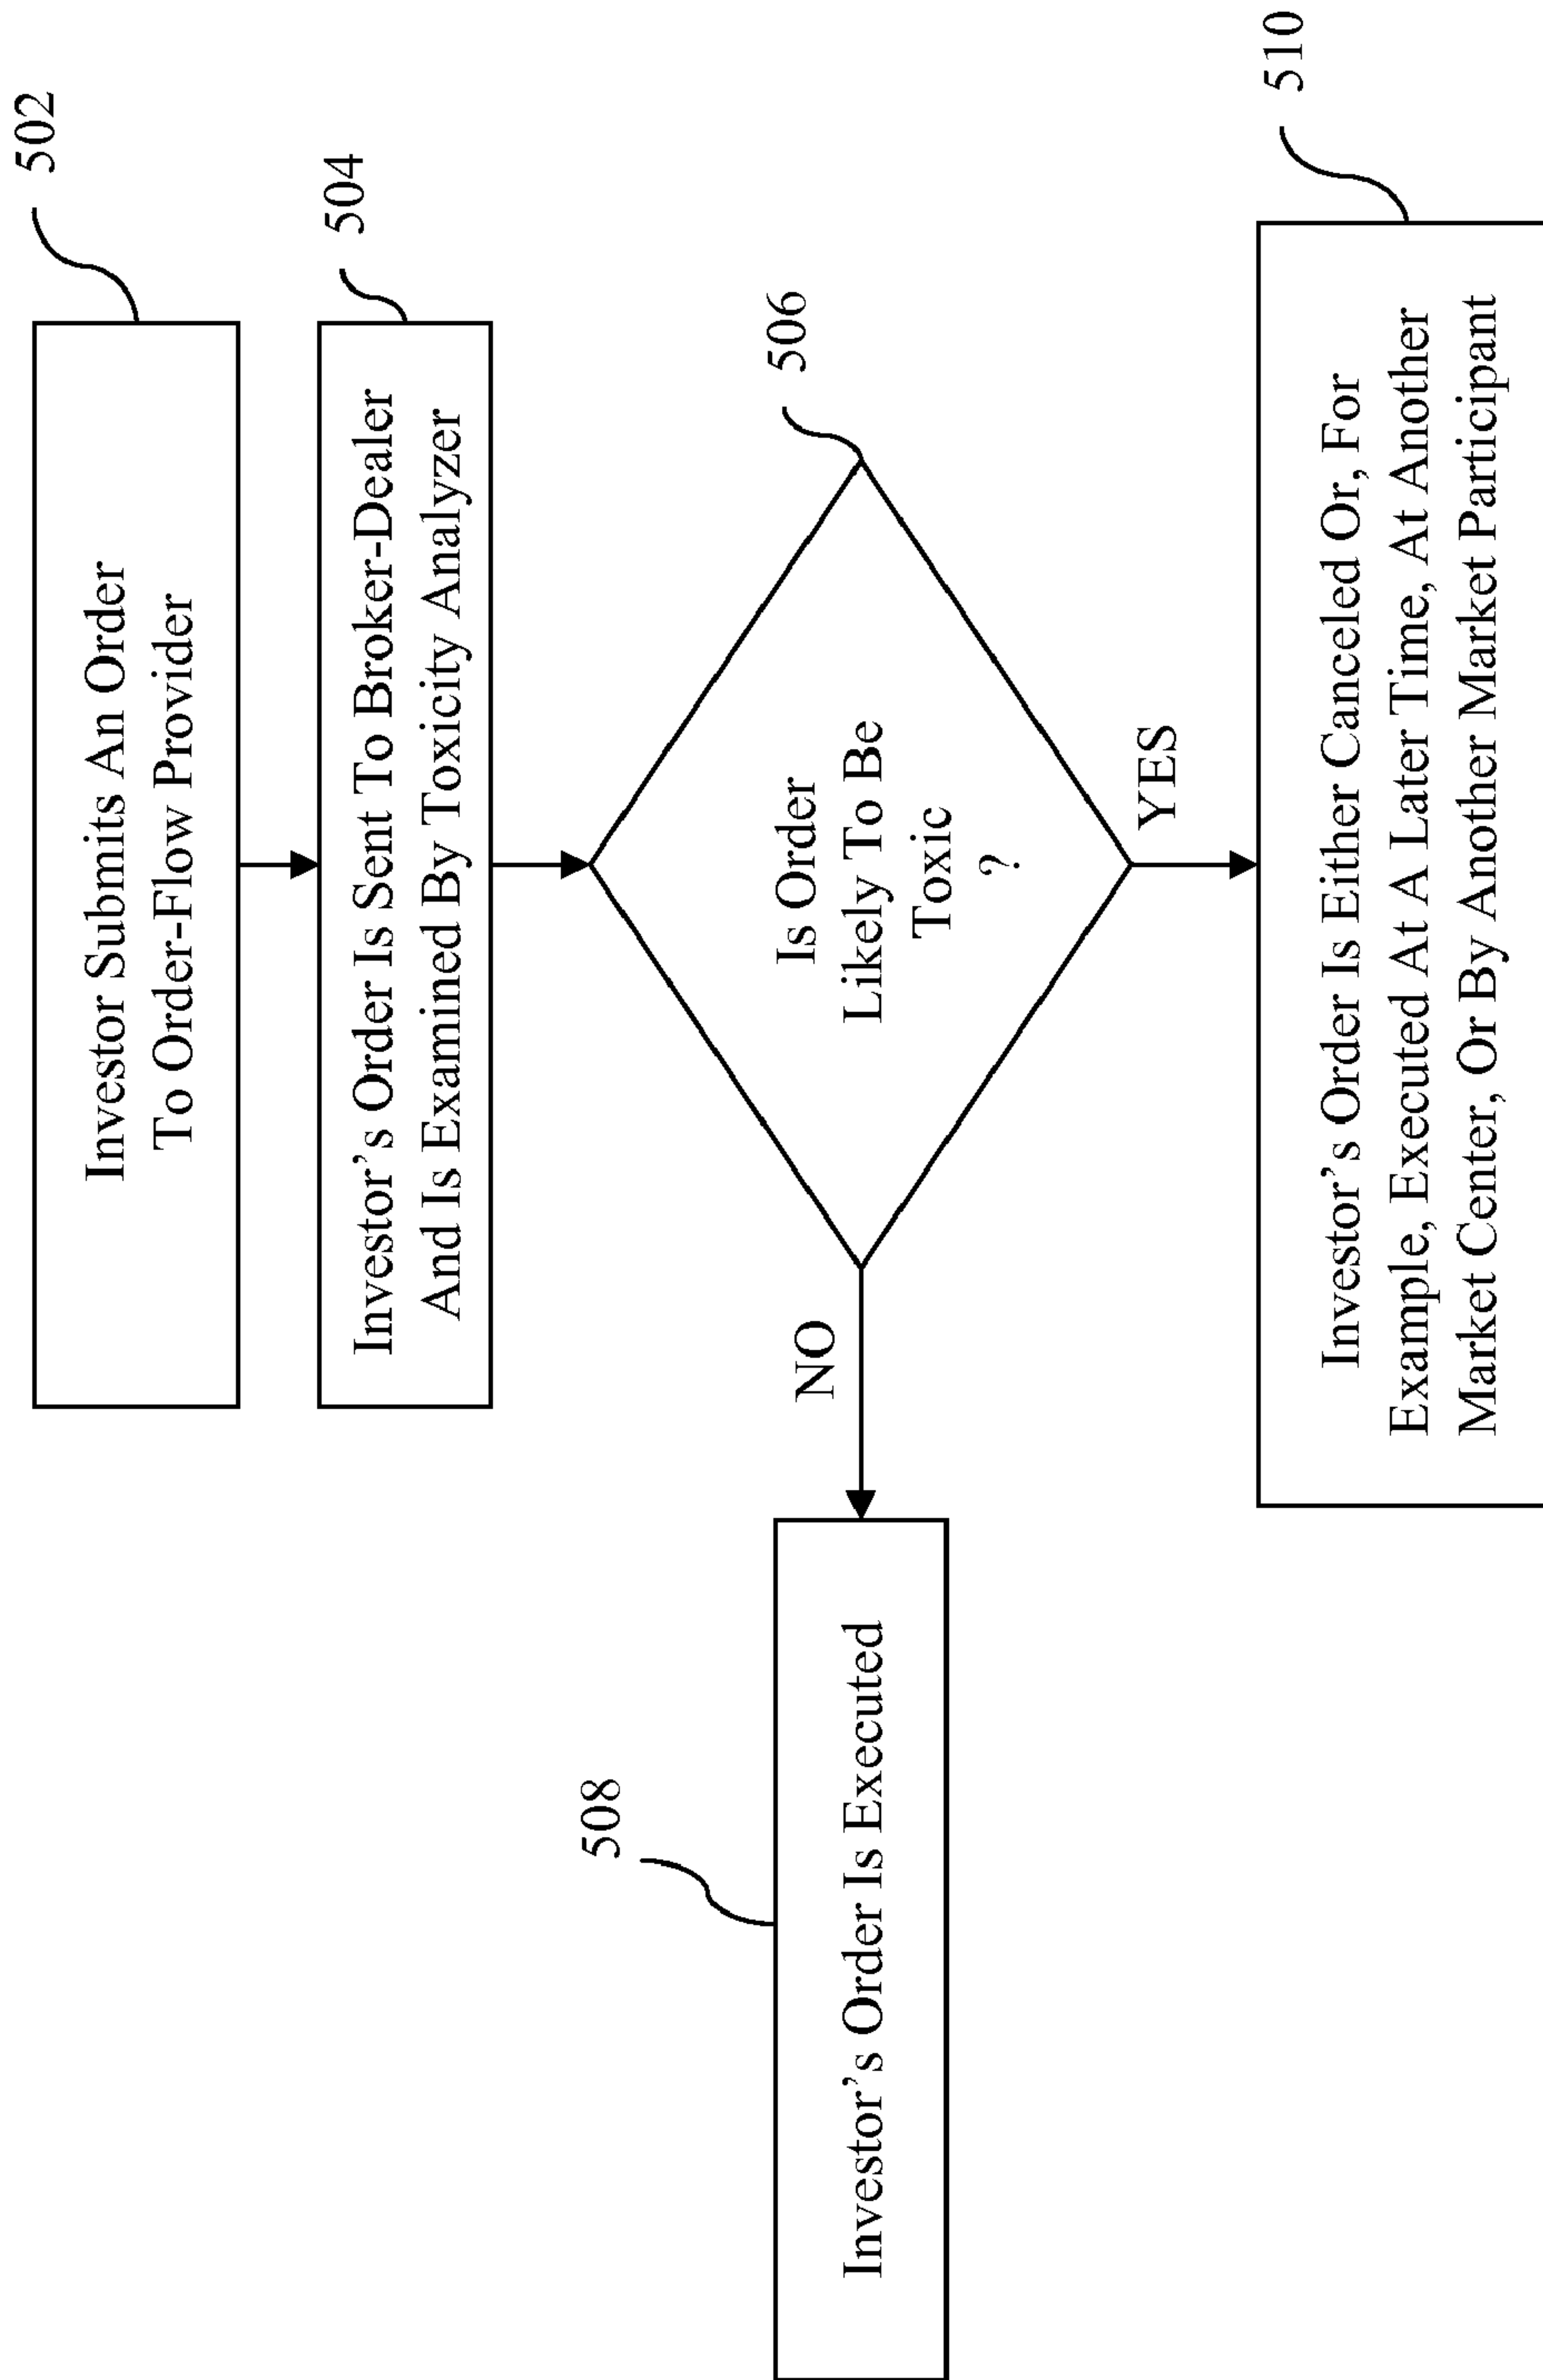 502
Investor Submits An Order
To Order-Flow Provider
504
Investor's Order Is Sent To Broker-Dealer
And Is Examined By Toxicity Analyzer
506
Is Order
Likely To Be
Toxic
?
NO
YES
508
Investor's Order Is Executed
510
Investor's Order Is Either Canceled Or, For
Example, Executed At A Later Time, At Another
Market Center, Or By Another Market Participant